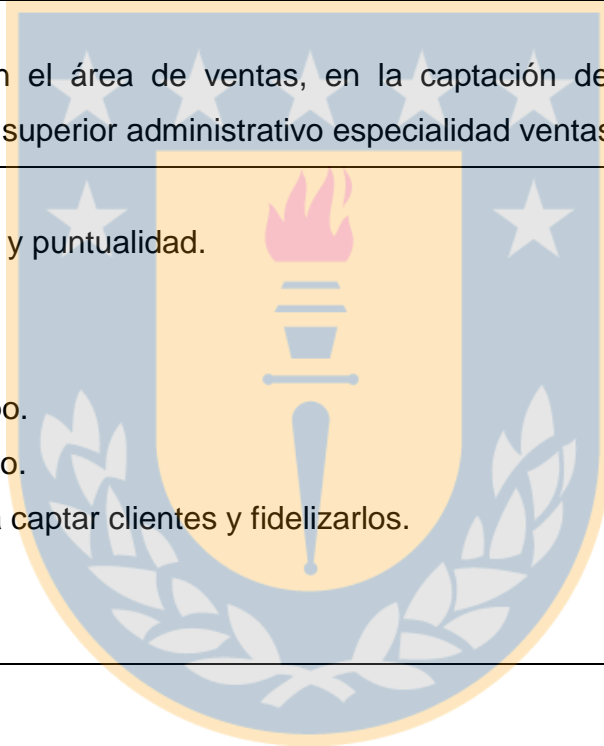 el área de ventas, en la captación de
superior administrativo especialidad ventas
y puntualidad.
o.
o.
captar clientes y fidelizarlos.